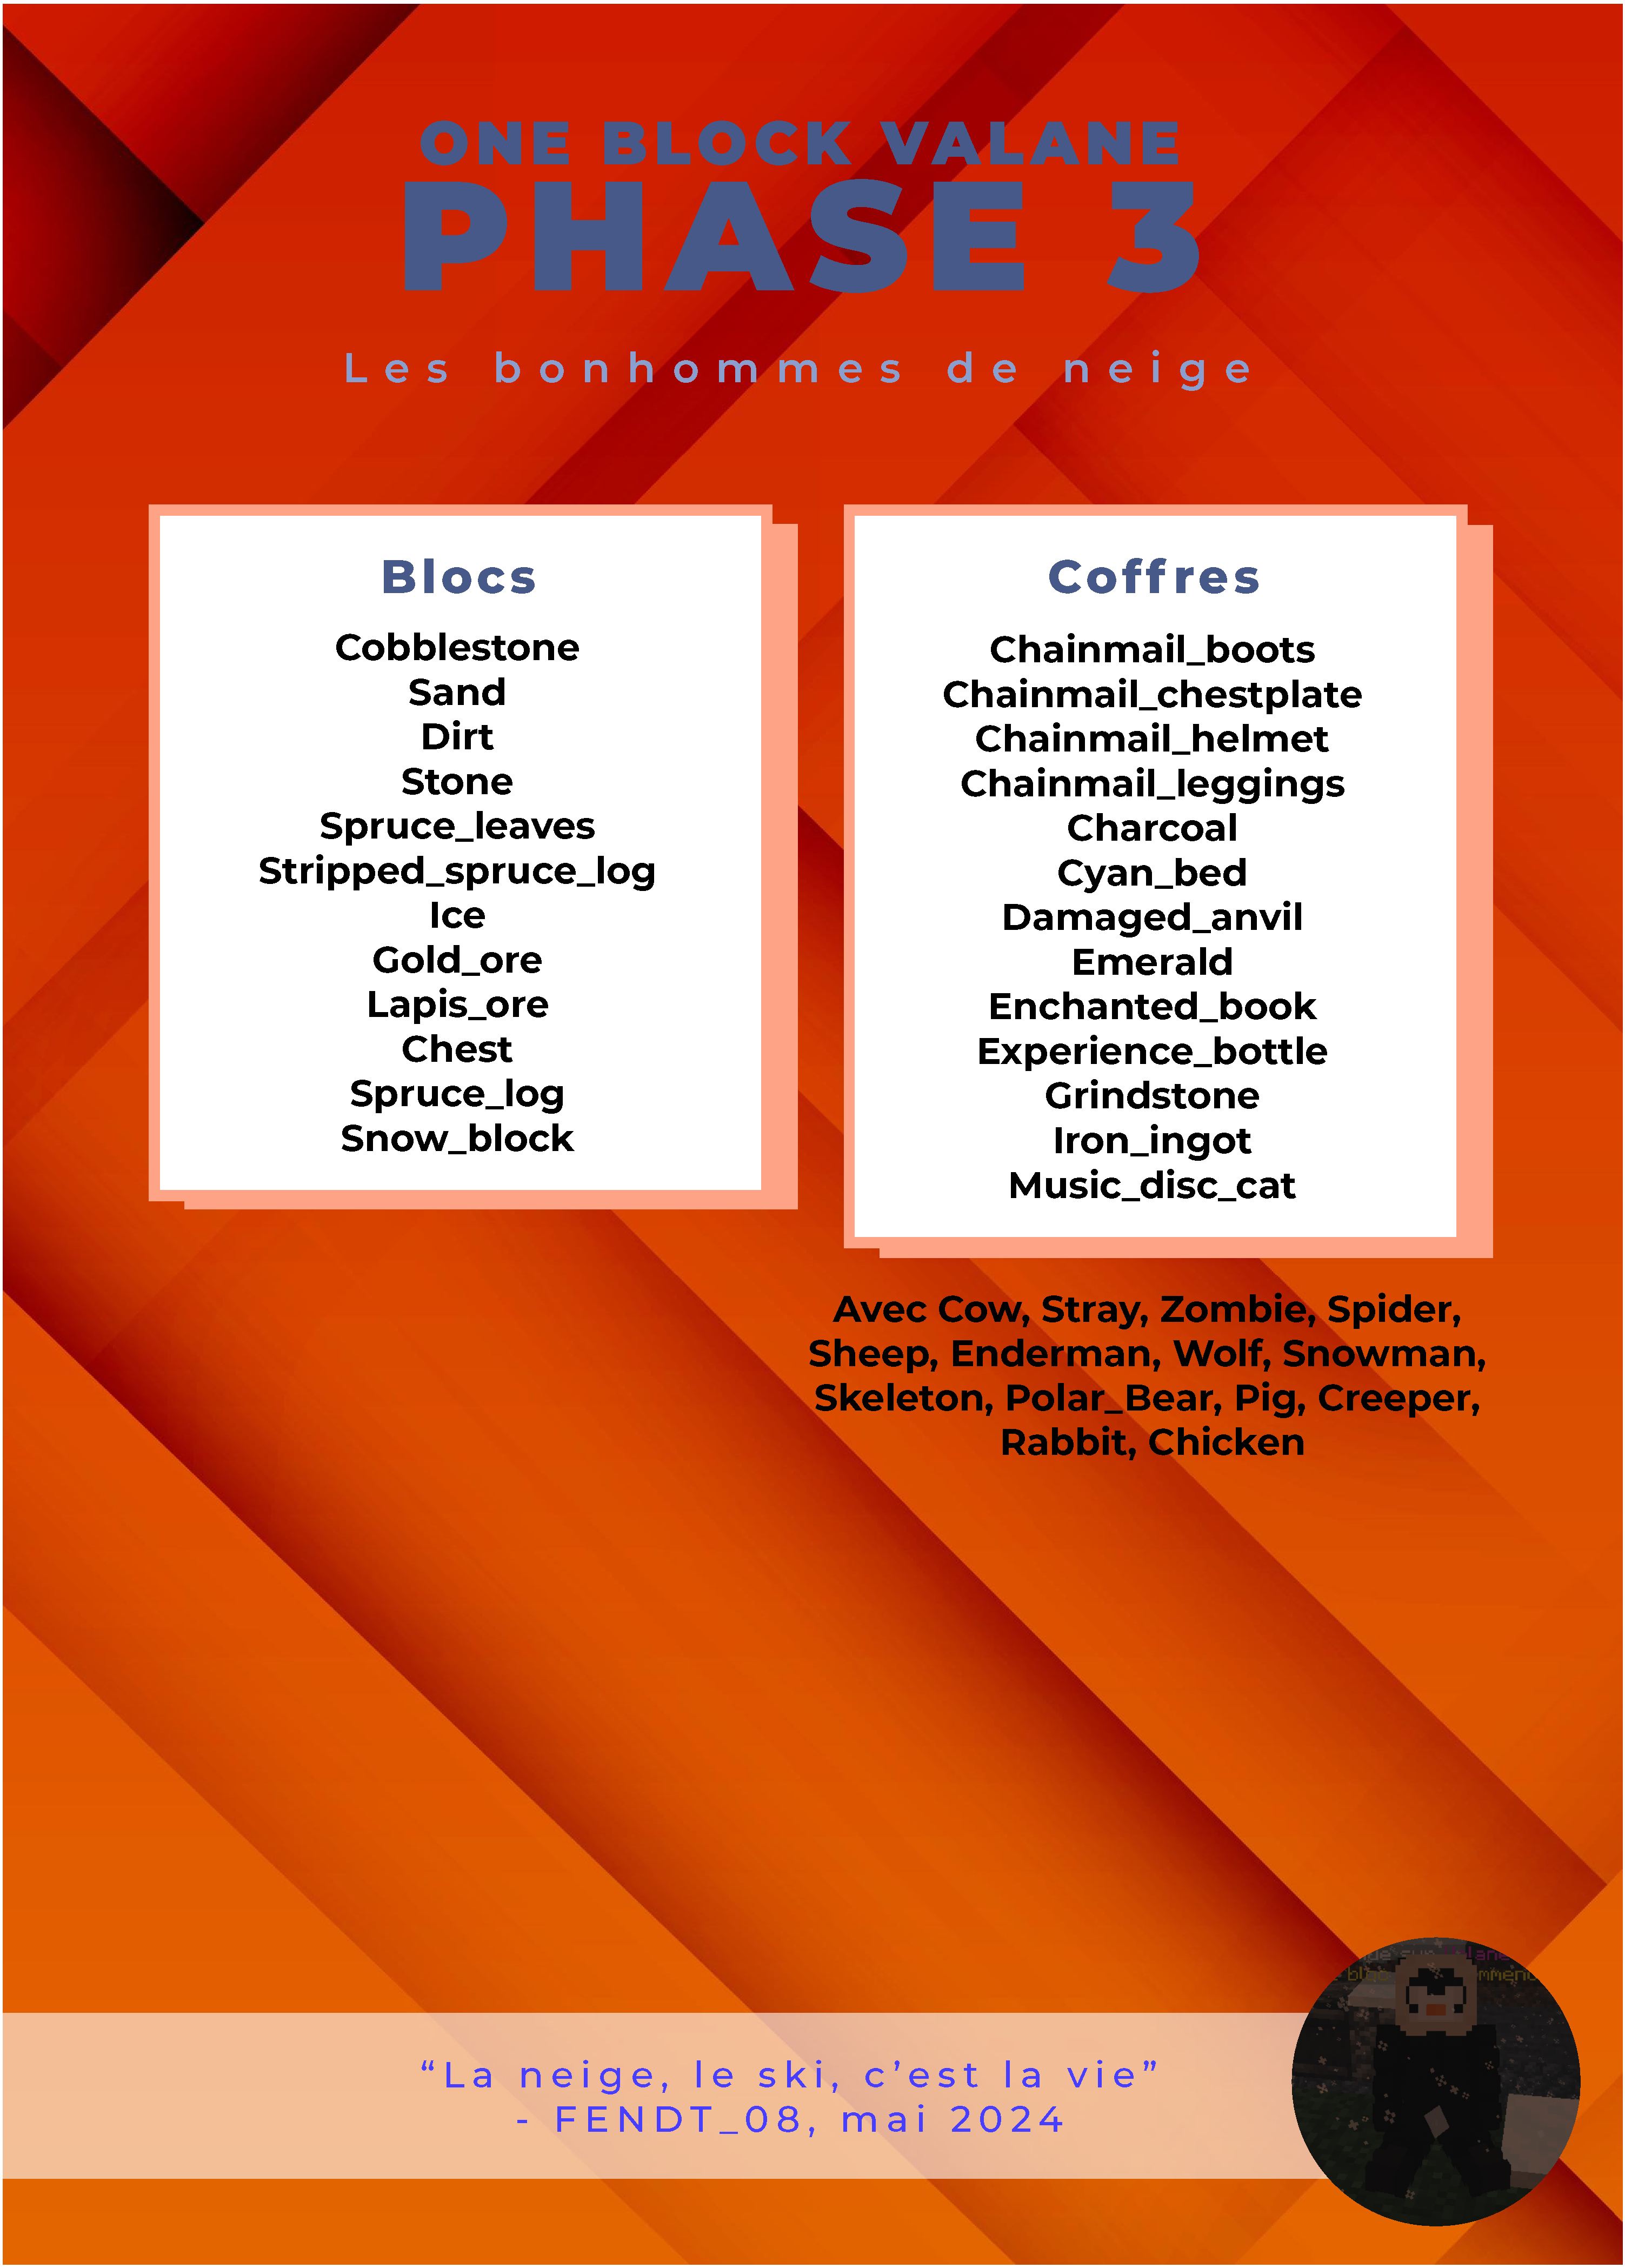 ONE BLOCK VALANE
PHASE 3
Les bonhommes de neige
Blocs
Cobblestone
Sand
Dirt
Stone
Spruce_leaves
Stripped_spruce_log
Ice
Gold_ore
Lapis_ore
Chest
Spruce_log
Snow_block
Coffres
Chainmail_boots
Chainmail_chestplate
Chainmail_helmet
Chainmail_leggings
Charcoal
Cyan_bed
Damaged_anvil
Emerald
Enchanted_book
Experience_bottle
Grindstone
Iron_ingot
Music_disc_cat
Avec Cow, Stray, Zombie, Spider,
Sheep, Enderman, Wolf, Snowman,
Skeleton, Polar_Bear, Pig, Creeper,
Rabbit, Chicken
“La neige, le ski, c’est la vie”
- FENDT_08, mai 2024